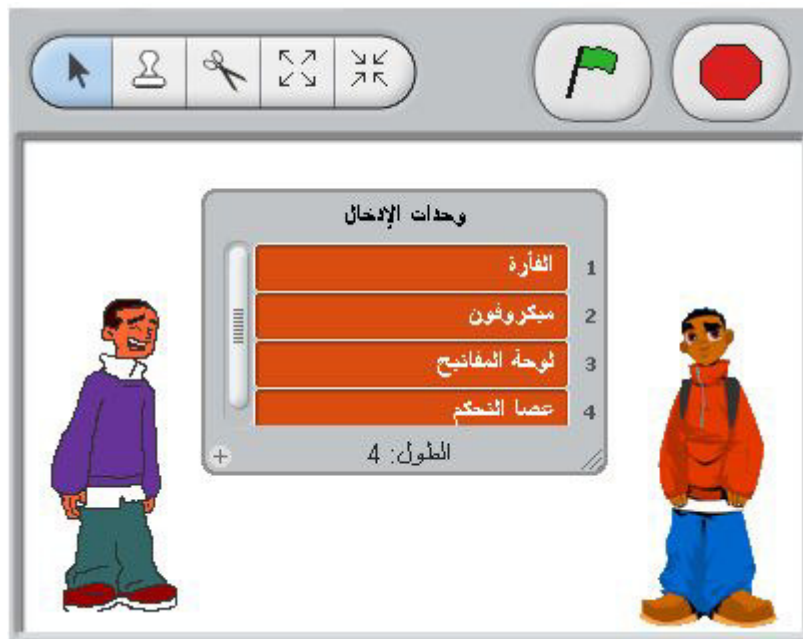 وحدات الإدخال
الفأرة 1
ميكروفون 2
لوحة المفاتيح 3
عصا التحكم 4
الطول: 4